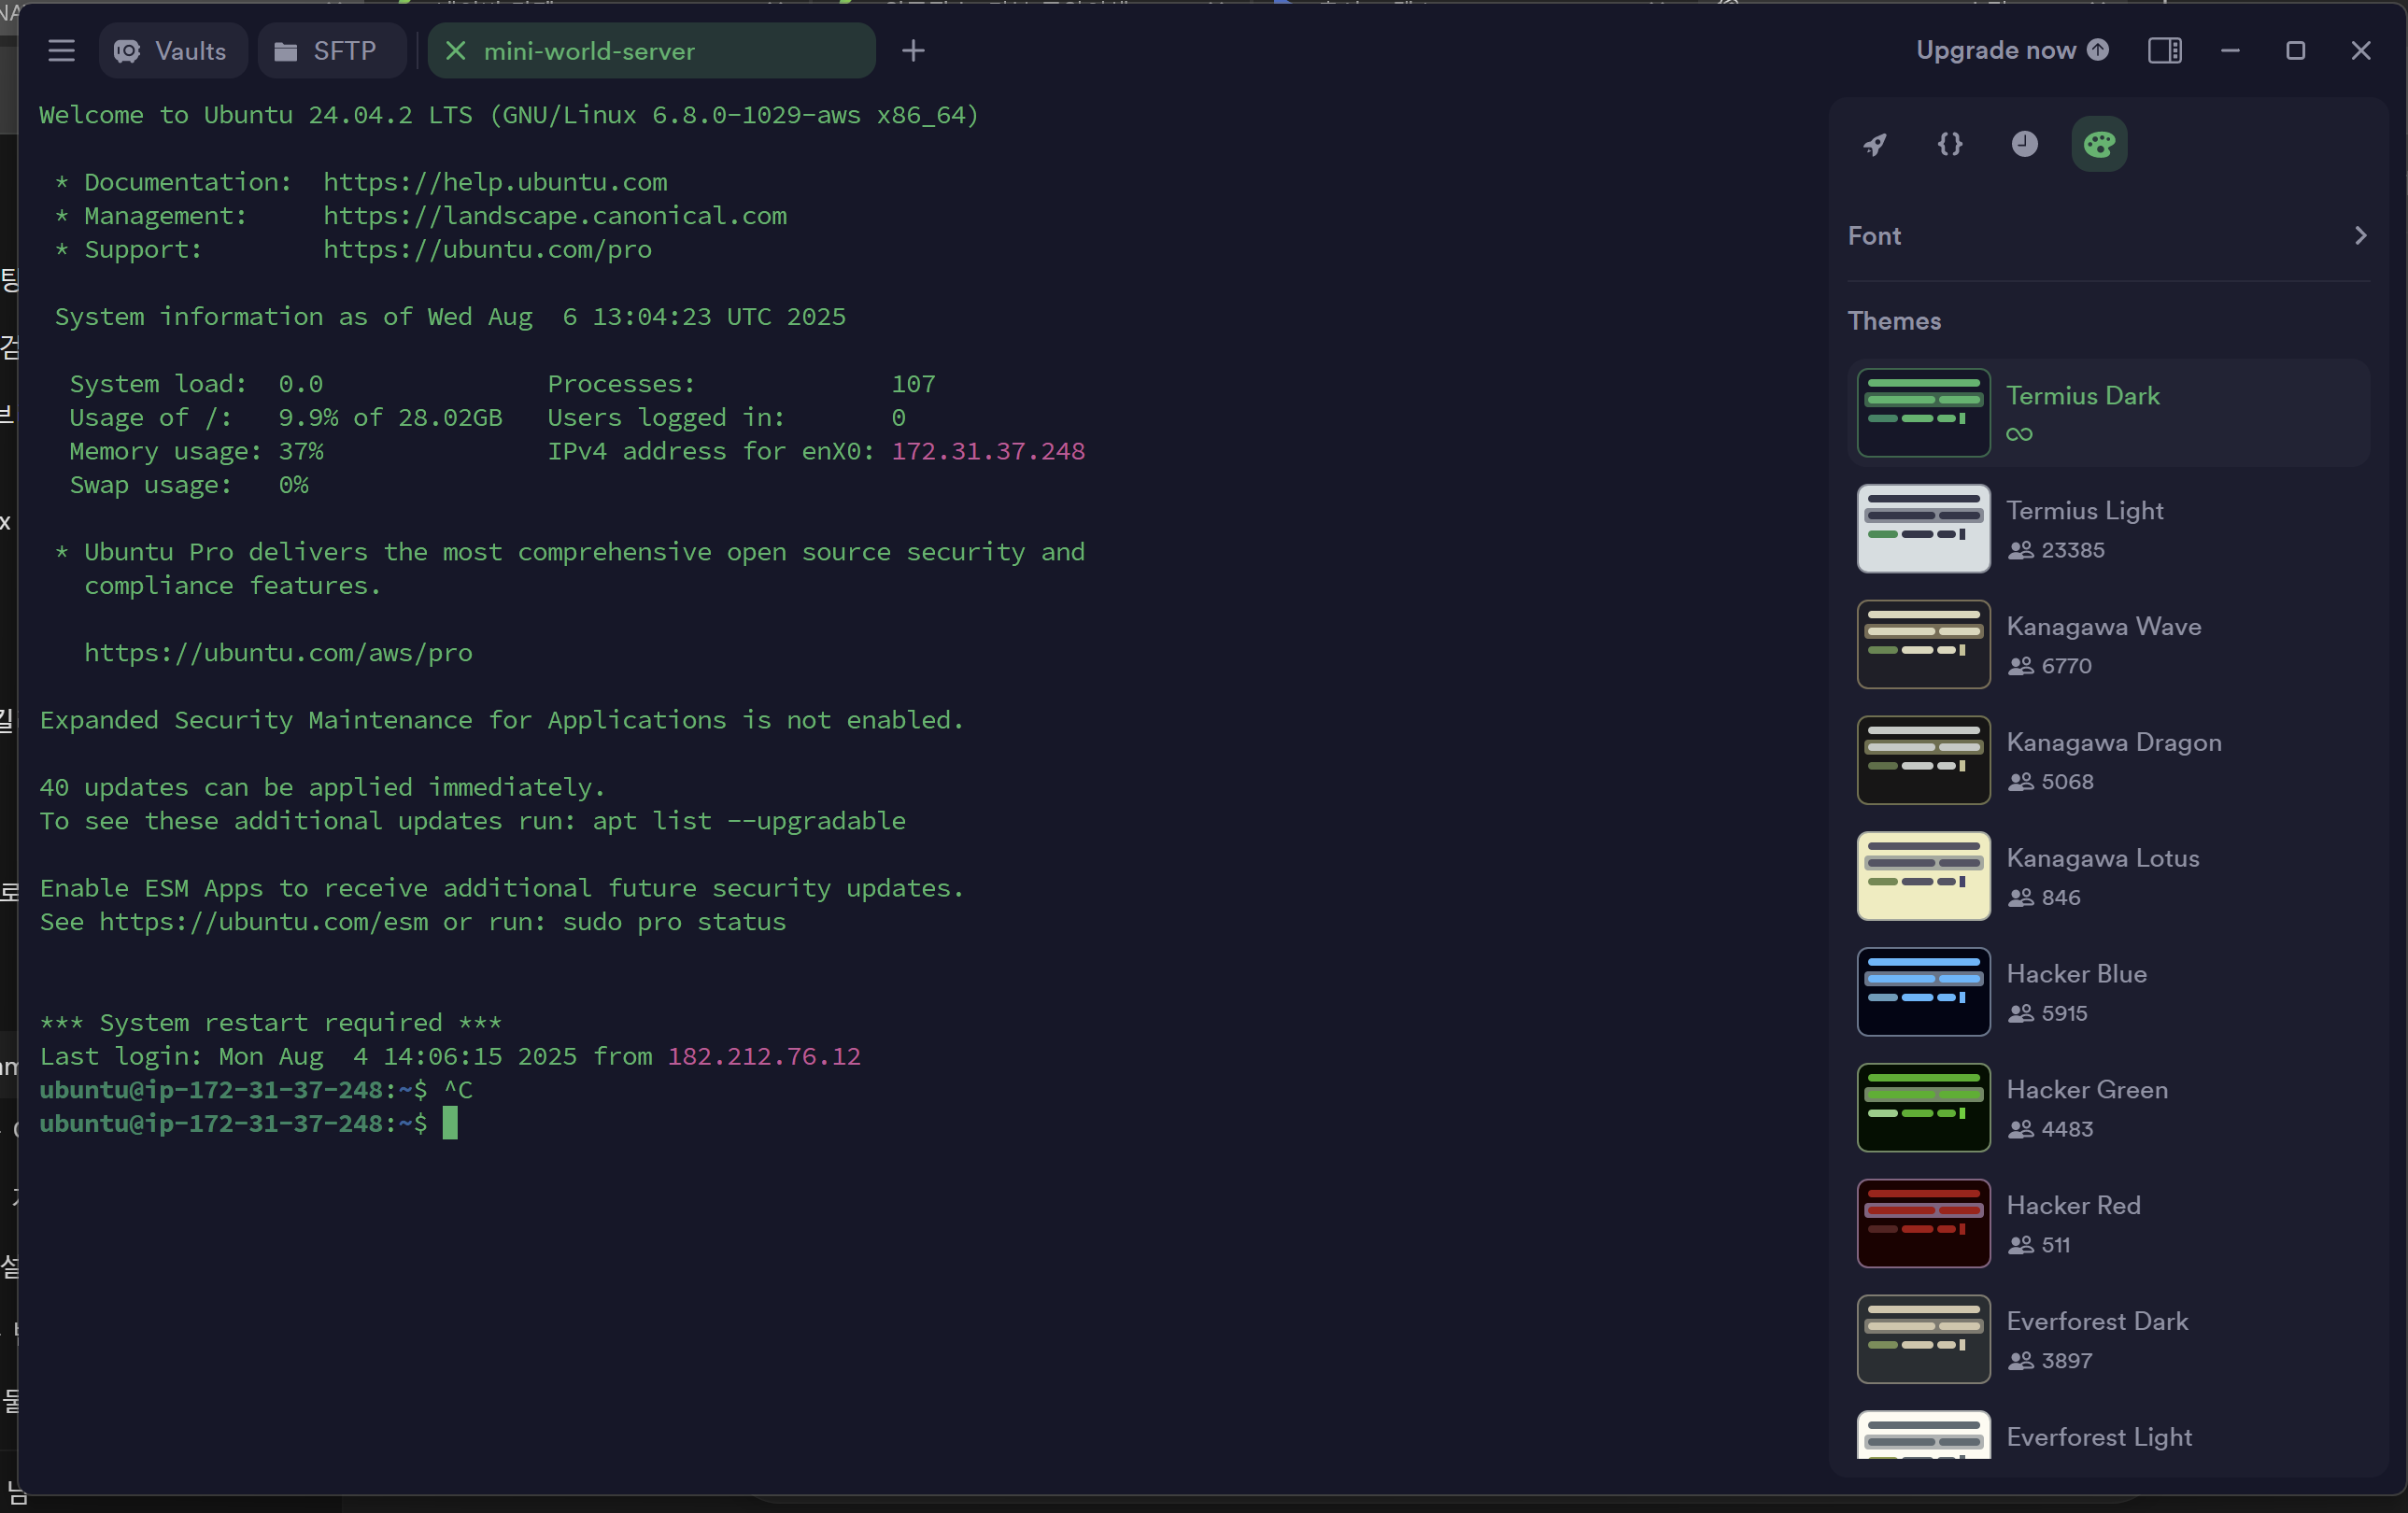 Vaults
SFTP
mini-world-server
Upgrade now
Welcome to Ubuntu 24.04.2 LTS (GNU/Linux 6.8.0-1029-aws x86_64)
* Documentation:  https://help.ubuntu.com
* Management:     https://landscape.canonical.com
* Support:        https://ubuntu.com/pro
System information as of Wed Aug  6 13:04:23 UTC 2025
System load:  0.0               Processes:             107
Usage of /:   9.9% of 28.02GB   Users logged in:       0
Memory usage: 37%               IPv4 address for enX0: 172.31.37.248
Swap usage:   0%
* Ubuntu Pro delivers the most comprehensive open source security and
compliance features.
https://ubuntu.com/aws/pro
Expanded Security Maintenance for Applications is not enabled.
40 updates can be applied immediately.
To see these additional updates run: apt list --upgradable
Enable ESM Apps to receive additional future security updates.
See https://ubuntu.com/esm or run: sudo pro status
*** System restart required ***
Last login: Mon Aug  4 14:06:15 2025 from 182.212.76.12
ubuntu@ip-172-31-37-248:~$ ^C
ubuntu@ip-172-31-37-248:~$
Font
Themes
Termius Dark
Termius Light
23385
Kanagawa Wave
6770
Kanagawa Dragon
5068
Kanagawa Lotus
846
Hacker Blue
5915
Hacker Green
4483
Hacker Red
511
Everforest Dark
3897
Everforest Light